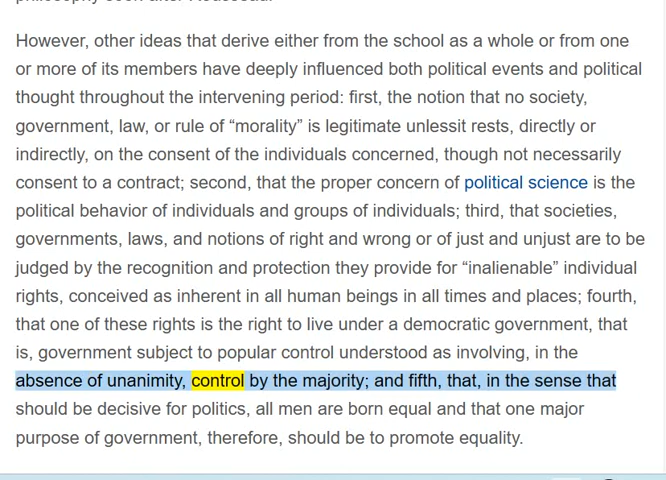 However, other ideas that derive either from the school as a whole or from one
or more of its members have deeply influenced both political events and political
thought throughout the intervening period: first, the notion that no society,
government, law, or rule of “morality” is legitimate unlessit rests, directly or
indirectly, on the consent of the individuals concerned, though not necessarily
consent to a contract; second, that the proper concern of political science is the
political behavior of individuals and groups of individuals; third, that societies,
governments, laws, and notions of right and wrong or of just and unjust are to be
judged by the recognition and protection they provide for “inalienable” individual
rights, conceived as inherent in all human beings in all times and places; fourth,
that one of these rights is the right to live under a democratic government, that
is, government subject to popular control understood as involving, in the
absence of unanimity, control by the majority; and fifth, that, in the sense that
should be decisive for politics, all men are born equal and that one major
purpose of government, therefore, should be to promote equality.